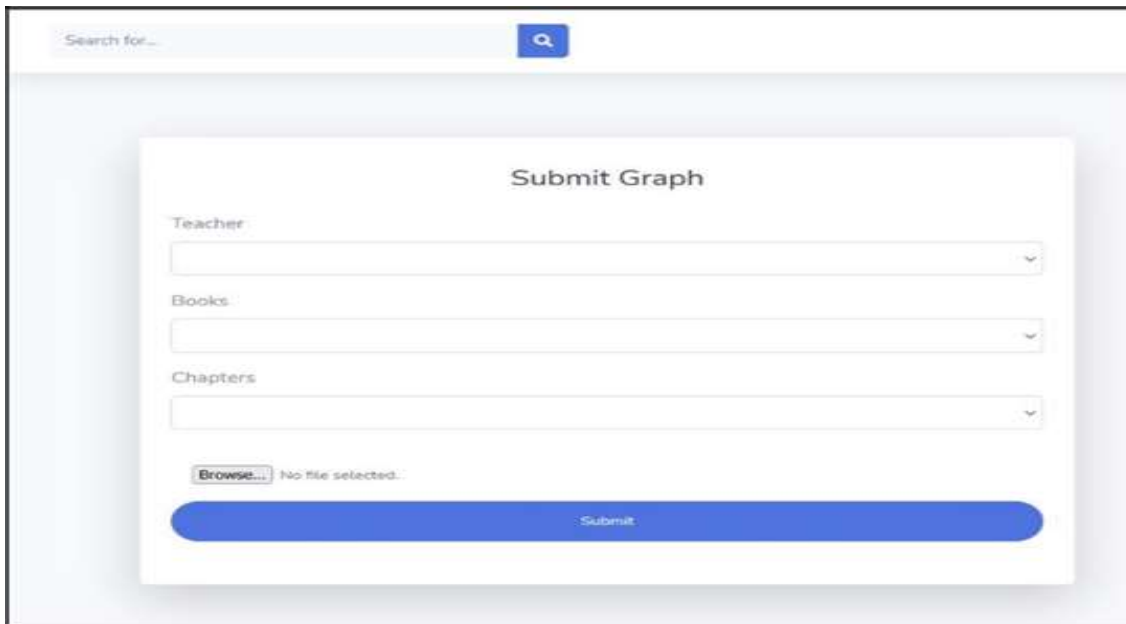 Search for...
Submit Graph
Teacher
Books
Chapters
Browse... No file selected.
Submit